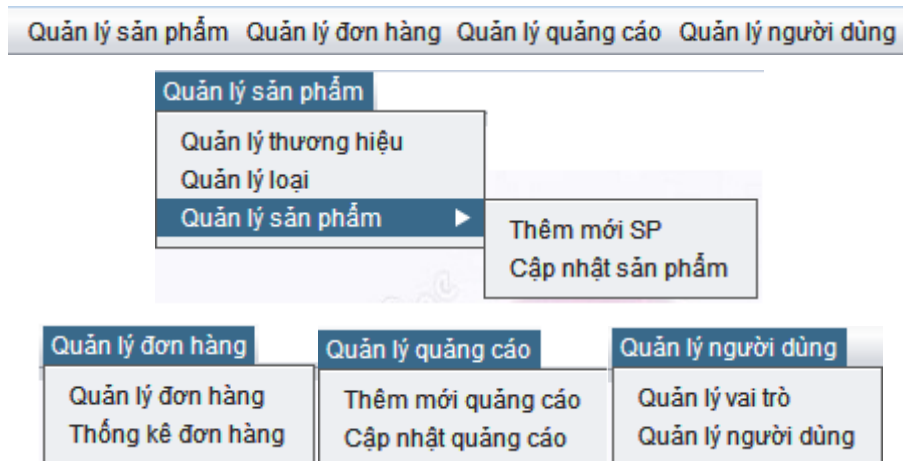 Quản lý sản phẩm Quản lý đơn hàng Quản lý quảng cáo Quản lý người dùng
Quản lý sản phẩm
Quản lý thương hiệu
Quản lý loại
Quản lý sản phẩm
Thêm mới SP
Cập nhật sản phẩm
Quản lý đơn hàng
Quản lý đơn hàng
Thống kê đơn hàng
Quản lý quảng cáo
Thêm mới quảng cáo
Cập nhật quảng cáo
Quản lý người dùng
Quản lý vai trò
Quản lý người dùng